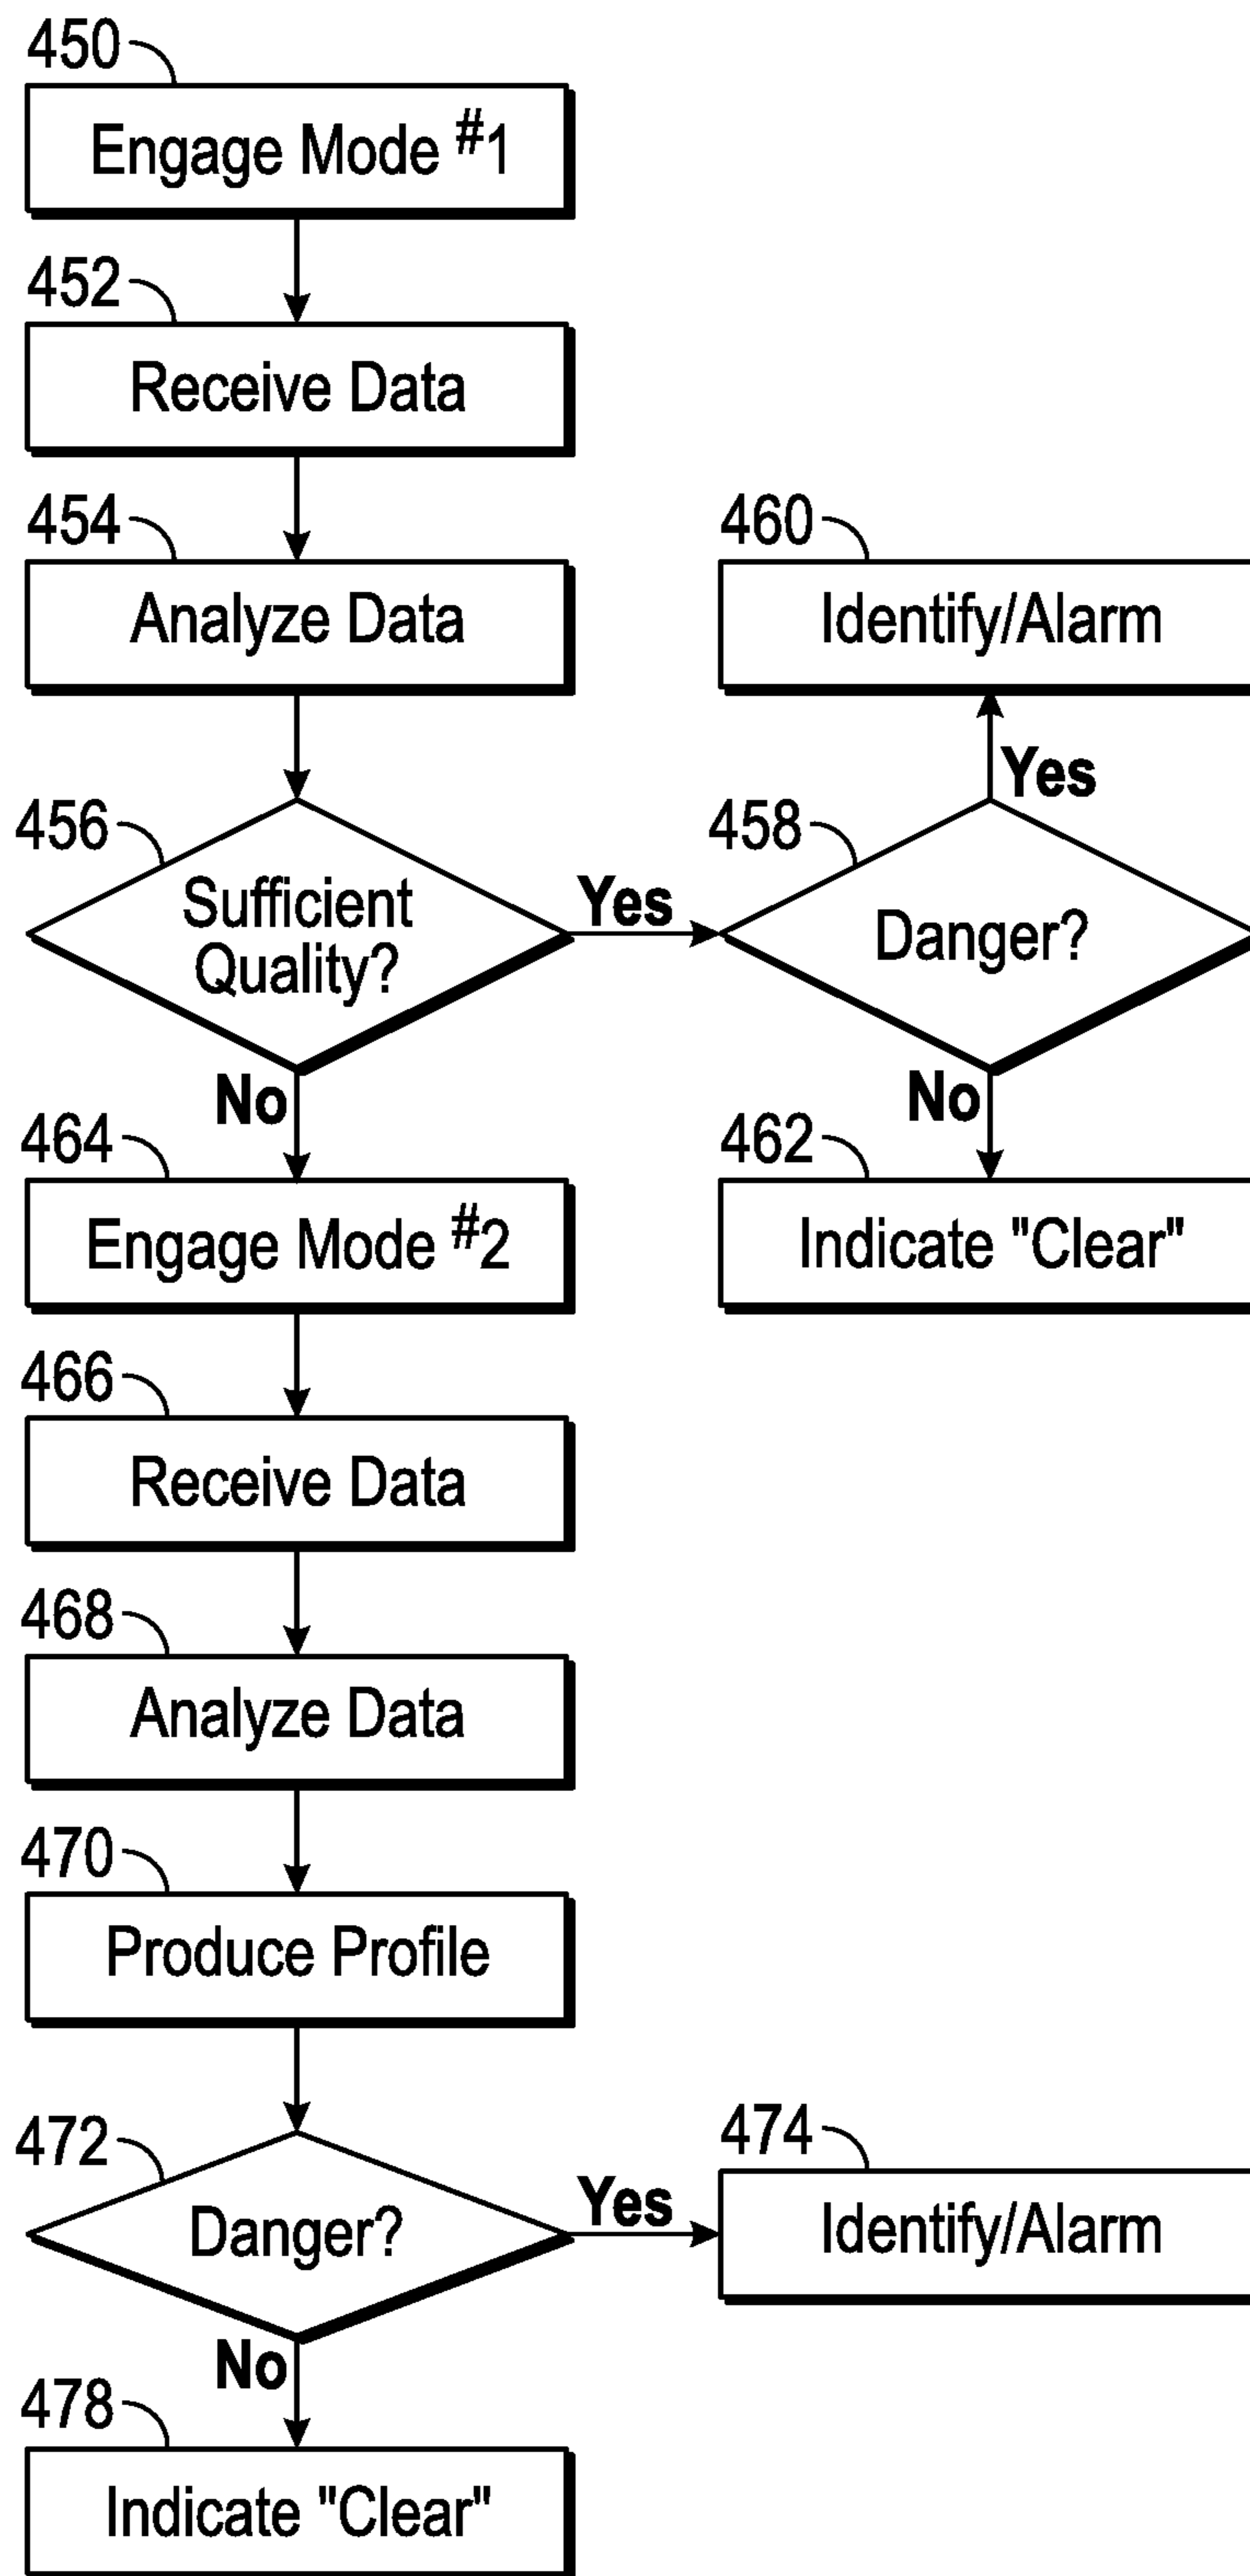 450
Engage Mode #1
452
Receive Data
454
Analyze Data
460
Identify/Alarm
456
Sufficient
Quality?
Yes
458
Danger?
Yes
No
462
Indicate "Clear"
No
464
Engage Mode #2
466
Receive Data
468
Analyze Data
470
Produce Profile
472
Danger?
Yes
474
Identify/Alarm
No
478
Indicate "Clear"